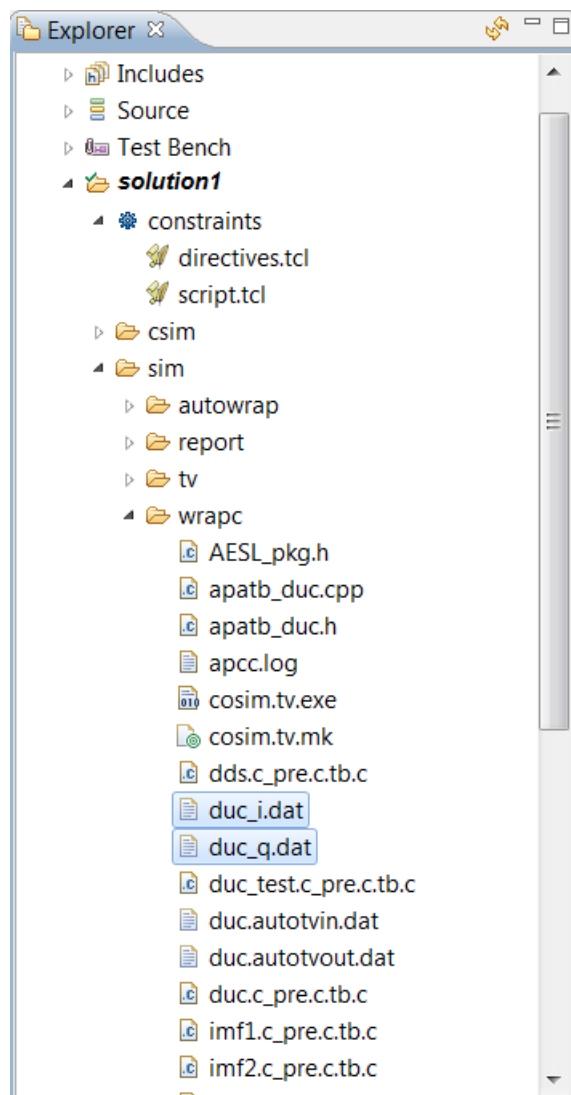 Explorer
Includes
Source
Test Bench
solution1
constraints
directives.tcl
script.tcl
csim
sim
autowrap
report
tv
wrapc
AESL_pkg.h
apatb_duc.cpp
apatb_duc.h
apcc.log
cosim.tv.exe
cosim.tv.mk
dds.c_pre.c.tb.c
duc_i.dat
duc_q.dat
duc_test.c_pre.c.tb.c
duc.autotvin.dat
duc.autotvout.dat
duc.c_pre.c.tb.c
imf1.c_pre.c.tb.c
imf2.c_pre.c.tb.c